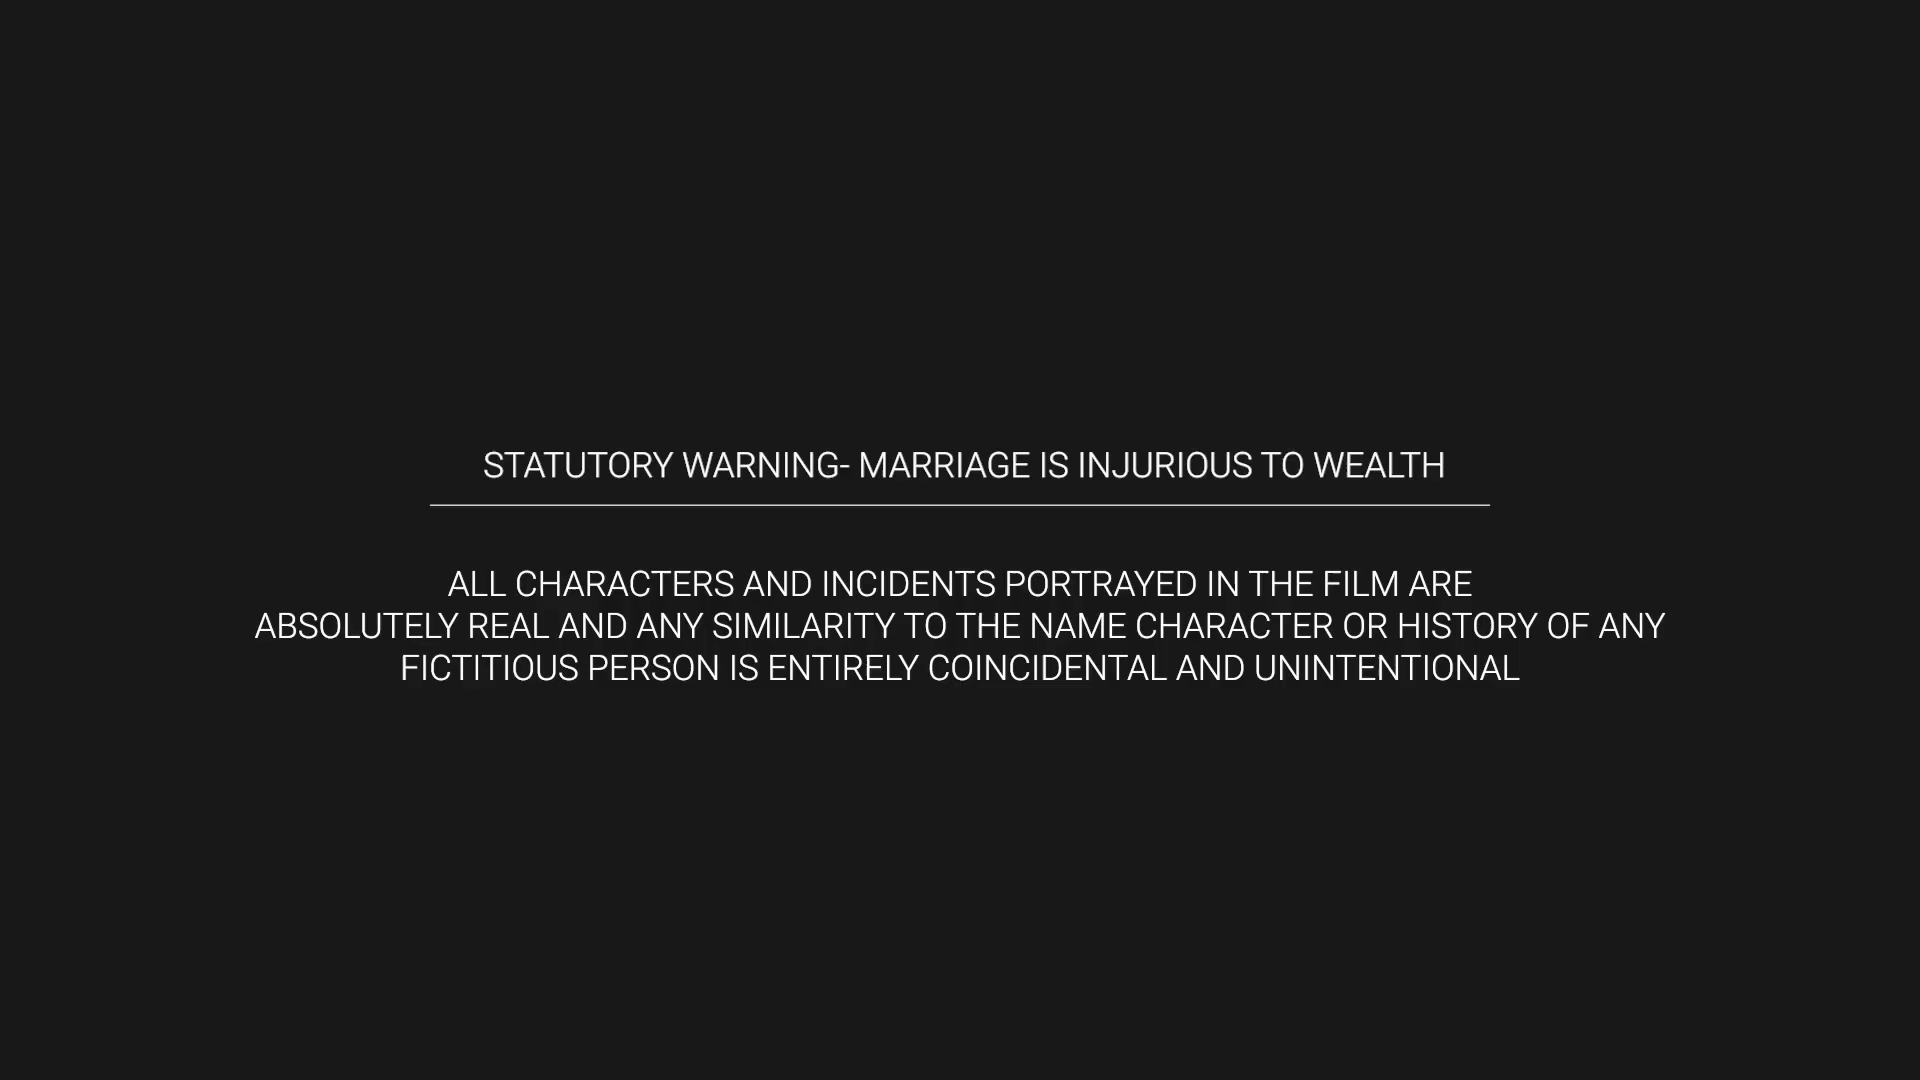 STATUTORY WARNING- MARRIAGE IS INJURIOUS TO WEALTH
ALL CHARACTERS AND INCIDENTS PORTRAYED IN THE FILM ARE
ABSOLUTELY REAL AND ANY SIMILARITY TO THE NAME CHARACTER OR HISTORY OF ANY
FICTITIOUS PERSON IS ENTIRELY COINCIDENTAL AND UNINTENTIONAL